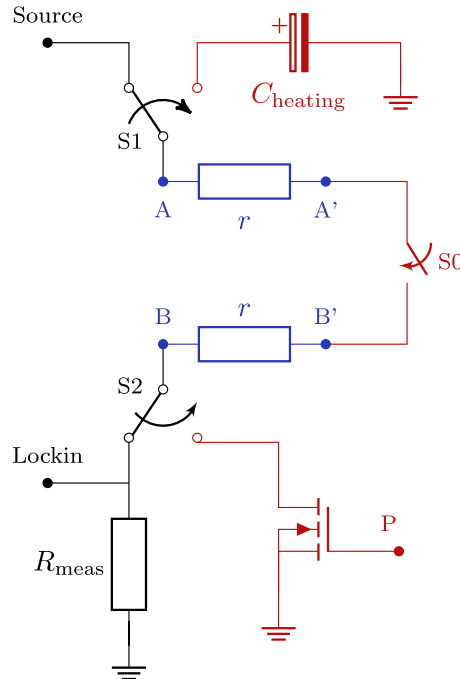 Source
+
C_heating
S1
A
r
A'
S0
B
r
B'
S2
Lockin
P
R_meas